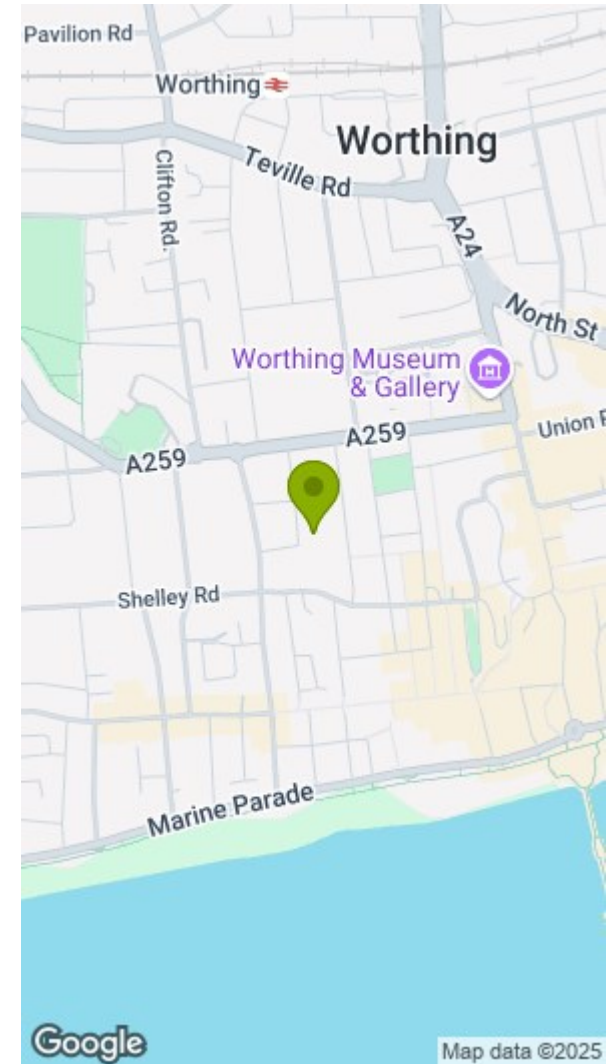 Pavilion Rd
Worthing
Worthing
Teville Rd
Clifton Rd.
A24
North St
Worthing Museum
& Gallery
A259
Union
A259
Shelley Rd
Marine Parade
Google
Map data ©2025